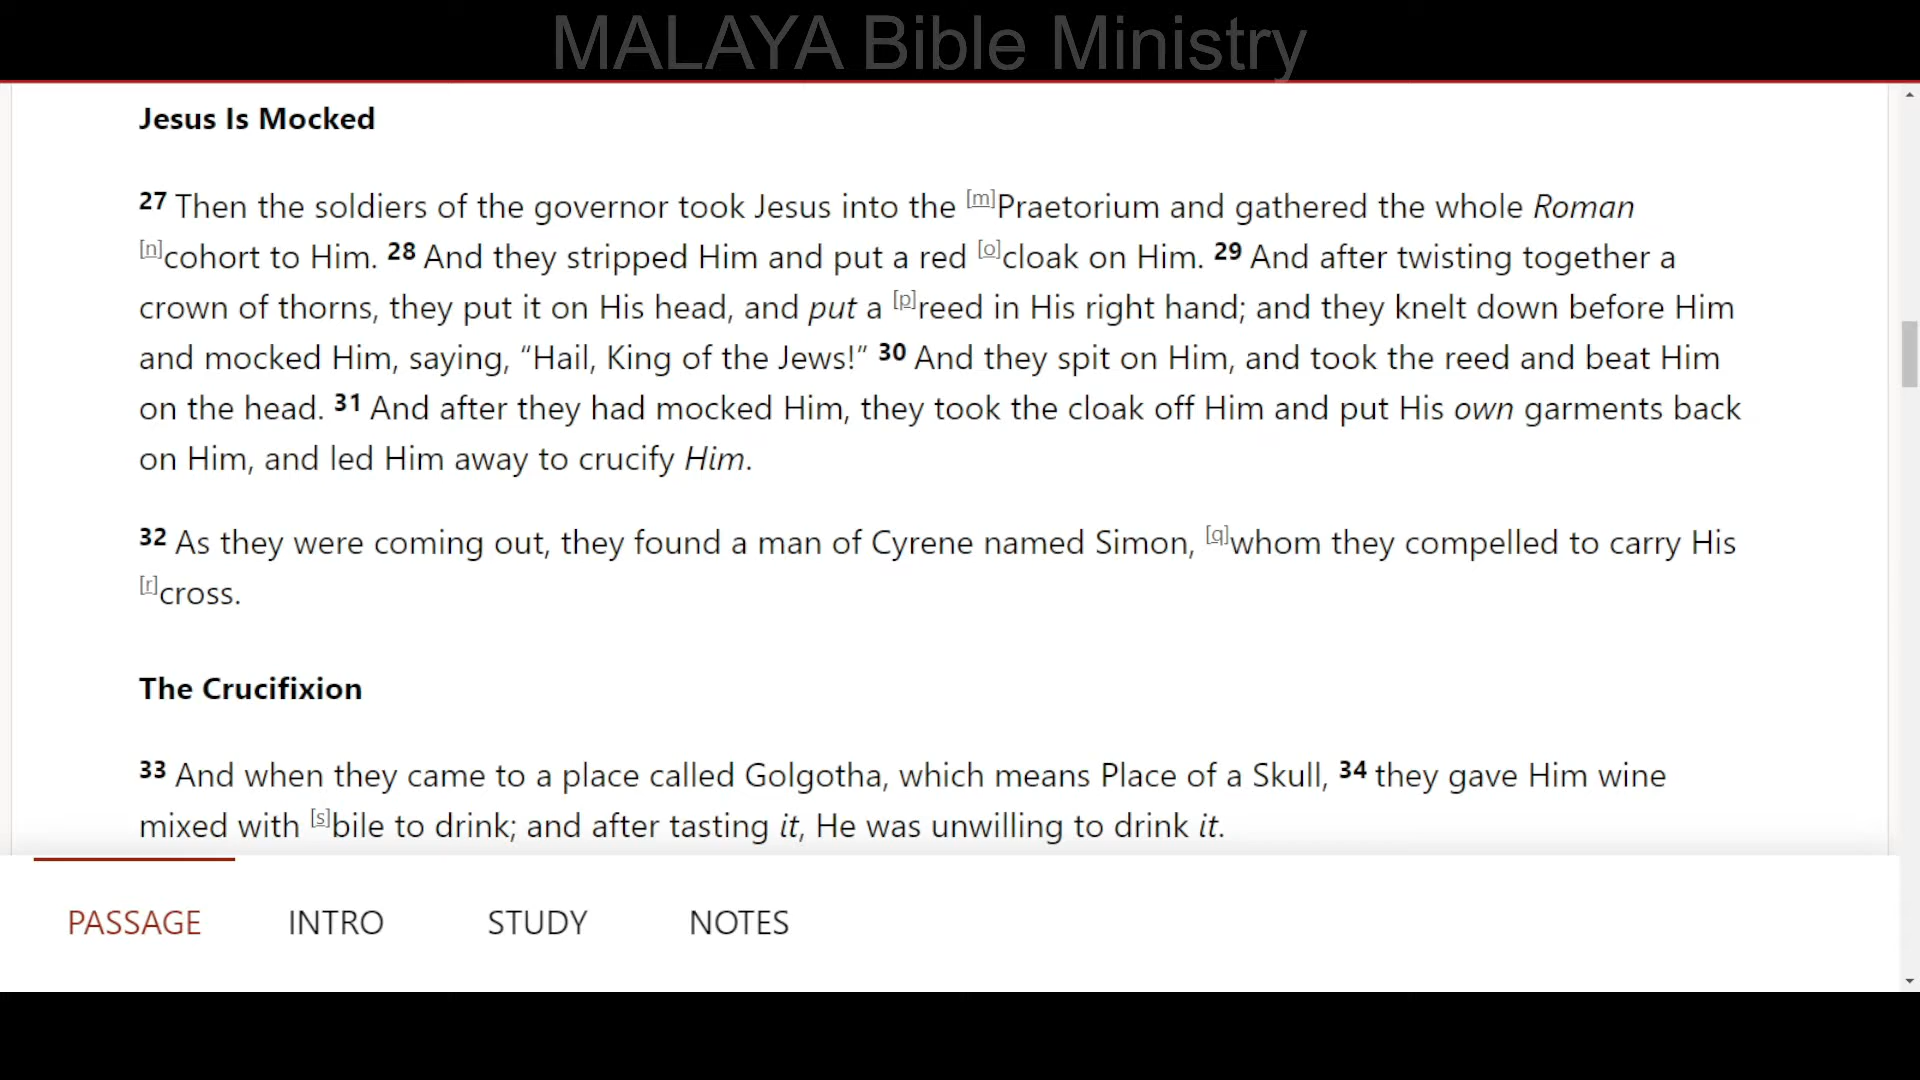 MALAYA Bible Ministry
Jesus Is Mocked
27 Then the soldiers of the governor took Jesus into the [m]Praetorium and gathered the whole Roman
[n]cohort to Him. 28 And they stripped Him and put a red [o]cloak on Him. 29 And after twisting together a
crown of thorns, they put it on His head, and put a [p]reed in His right hand; and they knelt down before Him
and mocked Him, saying, “Hail, King of the Jews!” 30 And they spit on Him, and took the reed and beat Him
on the head. 31 And after they had mocked Him, they took the cloak off Him and put His own garments back
on Him, and led Him away to crucify Him.
32 As they were coming out, they found a man of Cyrene named Simon, [q]whom they compelled to carry His
[r]cross.
The Crucifixion
33 And when they came to a place called Golgotha, which means Place of a Skull, 34 they gave Him wine
mixed with [s]bile to drink; and after tasting it, He was unwilling to drink it.
PASSAGE INTRO STUDY NOTES